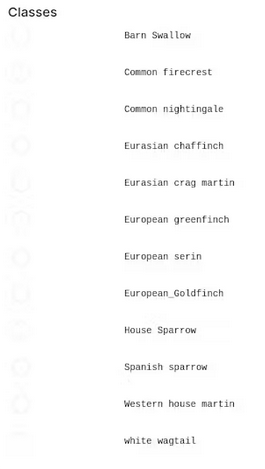 Classes
Barn Swallow
Common firecrest
Common nightingale
Eurasian chaffinch
Eurasian crag martin
European greenfinch
European serin
European_Goldfinch
House Sparrow
Spanish sparrow
Western house martin
white wagtail